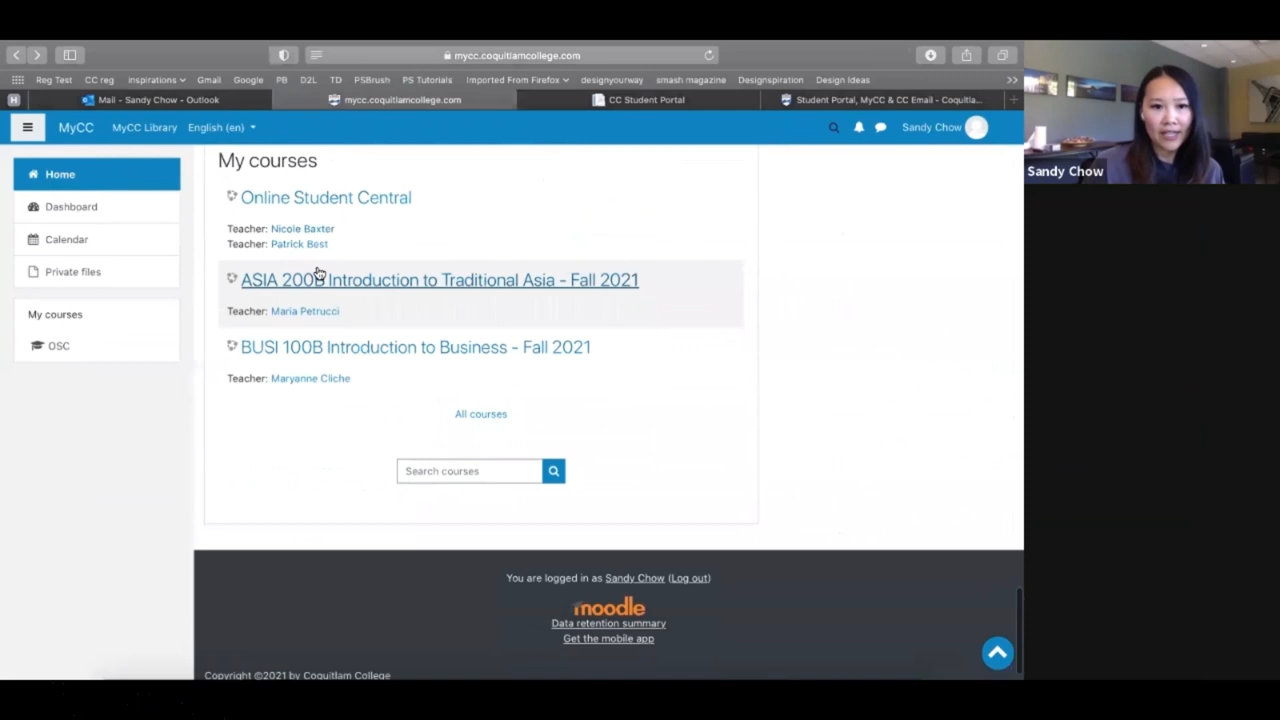 mycc.coquitlamcollege.com
Reg Test CC reg inspirations Gmail Google PB D2L TD PSBrush PS Tutorials Imported From Firefox designyourway smash magazine Designspiration Design Ideas
H Mail - Sandy Chow - Outlook mycc.coquitlamcollege.com CC Student Portal Student Portal, MyCC & CC Email - Coquitla...
MyCC MyCC Library English (en) Sandy Chow
Sandy Chow
My courses
Home
Online Student Central
Dashboard
Teacher: Nicole Baxter
Calendar
Teacher: Patrick Best
Private files
ASIA 200B Introduction to Traditional Asia - Fall 2021
My courses
Teacher: Maria Petrucci
OSC
BUSI 100B Introduction to Business - Fall 2021
Teacher: Maryanne Cliche
All courses
Search courses
You are logged in as Sandy Chow (Log out)
moodle
Data retention summary
Get the mobile app
Copyright ©2021 by Coquitlam College